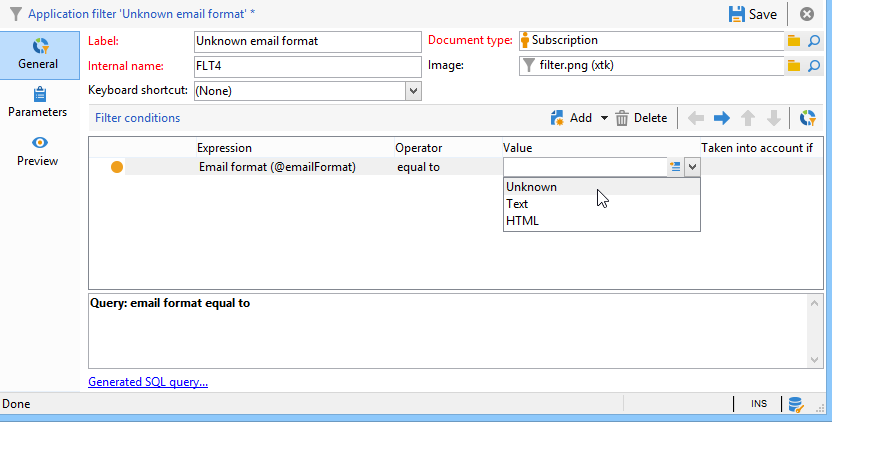 Application filter 'Unknown email format' *
Save
General
Parameters
Preview
Label: Unknown email format
Document type: Subscription
Internal name: FLT4
Image: filter.png (xtk)
Keyboard shortcut: (None)
Filter conditions
Add
Delete
Expression Operator Value Taken into account if
Email format (@emailFormat) equal to
Unknown
Text
HTML
Query: email format equal to
Generated SQL query...
Done
INS